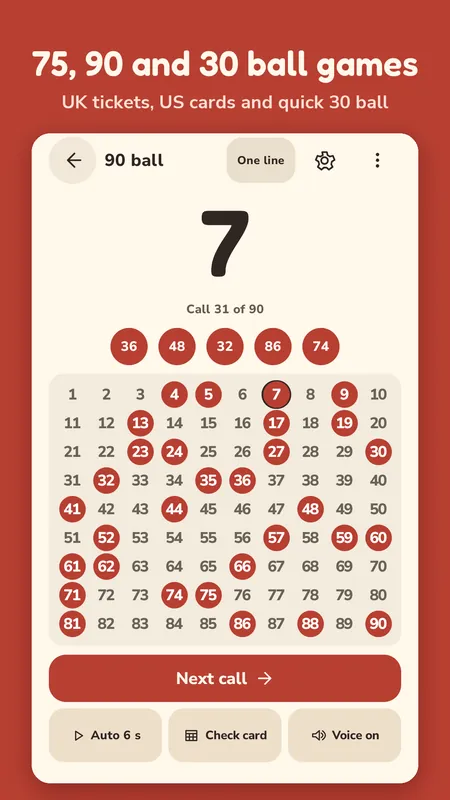 75, 90 and 30 ball games
UK tickets, US cards and quick 30 ball
90 ball
One line
7
Call 31 of 90
36 48 32 86 74
1 2 3 4 5 6 7 8 9 10
11 12 13 14 15 16 17 18 19 20
21 22 23 24 25 26 27 28 29 30
31 32 33 34 35 36 37 38 39 40
41 42 43 44 45 46 47 48 49 50
51 52 53 54 55 56 57 58 59 60
61 62 63 64 65 66 67 68 69 70
71 72 73 74 75 76 77 78 79 80
81 82 83 84 85 86 87 88 89 90
Next call
Auto 6 s
Check card
Voice on